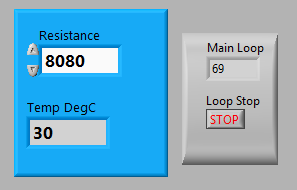 Resistance
8080
Temp DegC
30
Main Loop
69
Loop Stop
STOP